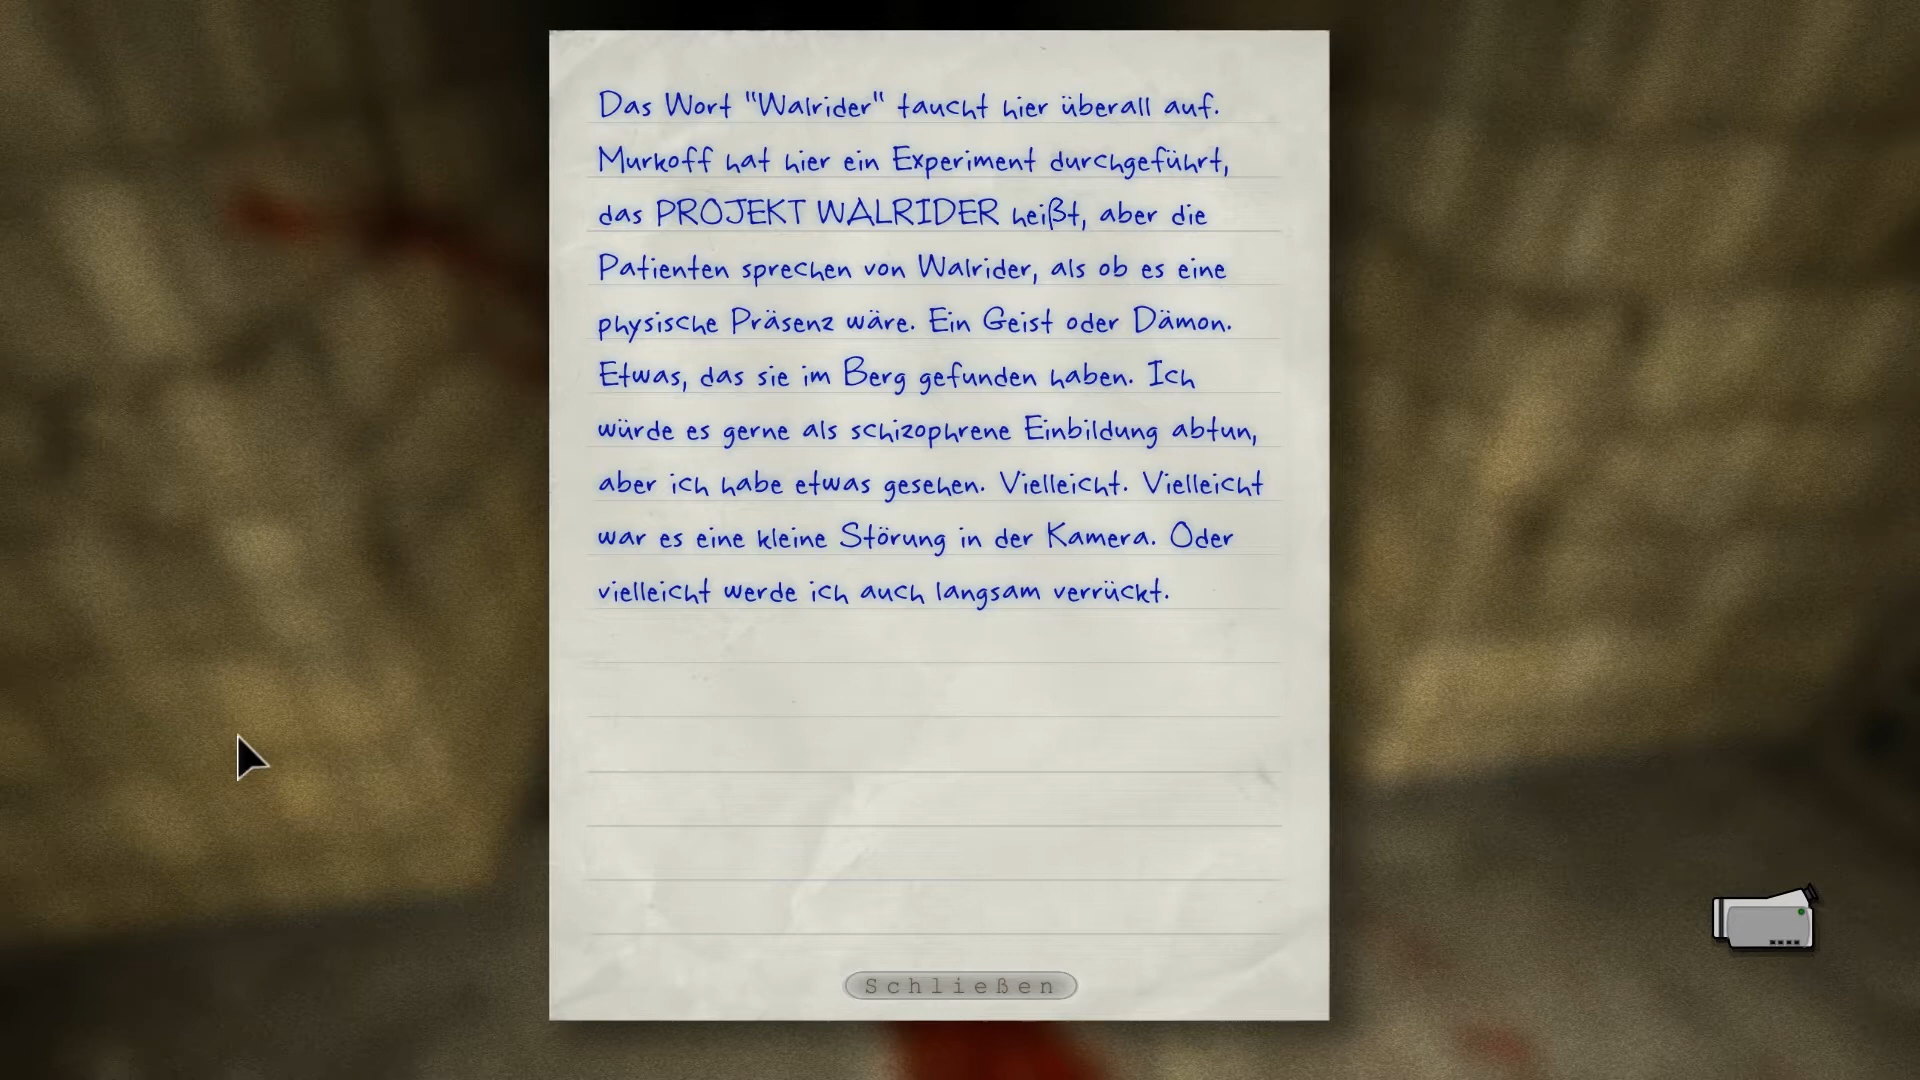 Das Wort "Walrider" taucht hier überall auf.
Murkoff hat hier ein Experiment durchgeführt,
das PROJEKT WALRIDER heißt, aber die
Patienten sprechen von Walrider, als ob es eine
physische Präsenz wäre. Ein Geist oder Dämon.
Etwas, das sie im Berg gefunden haben. Ich
würde es gerne als schizophrene Einbildung abtun,
aber ich habe etwas gesehen. Vielleicht. Vielleicht
war es eine kleine Störung in der Kamera. Oder
vielleicht werde ich auch langsam verrückt.
Schließen